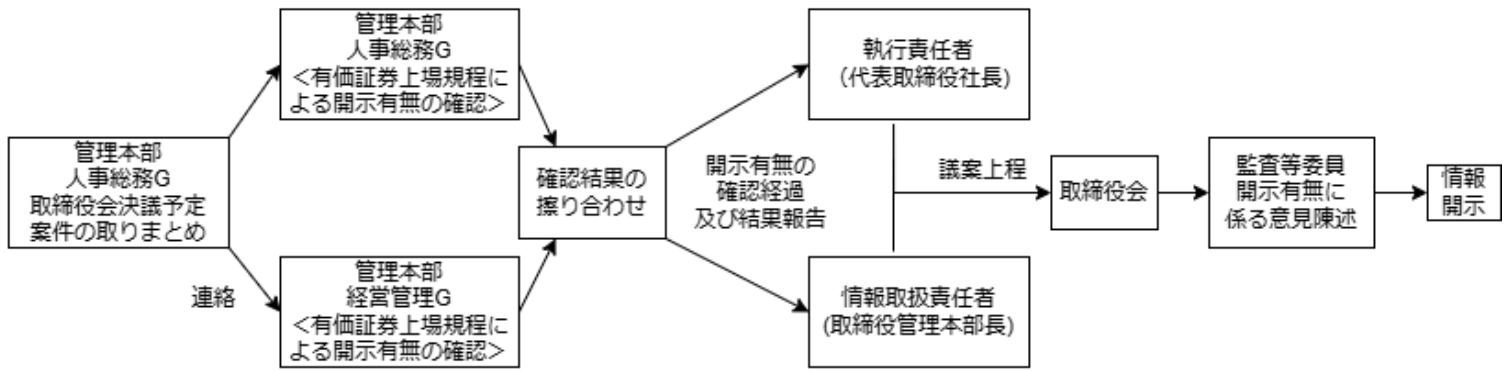 管理本部
人事総務G
取締役会決議予定
案件の取りまとめ
連絡
管理本部
人事総務G
＜有価証券上場規程に
よる開示有無の確認＞
管理本部
経営管理G
＜有価証券上場規程に
よる開示有無の確認＞
確認結果の
擦り合わせ
開示有無の
確認経過
及び結果報告
執行責任者
（代表取締役社長)
情報取扱責任者
(取締役管理本部長)
議案上程
取締役会
監査等委員
開示有無に
係る意見陳述
情報
開示